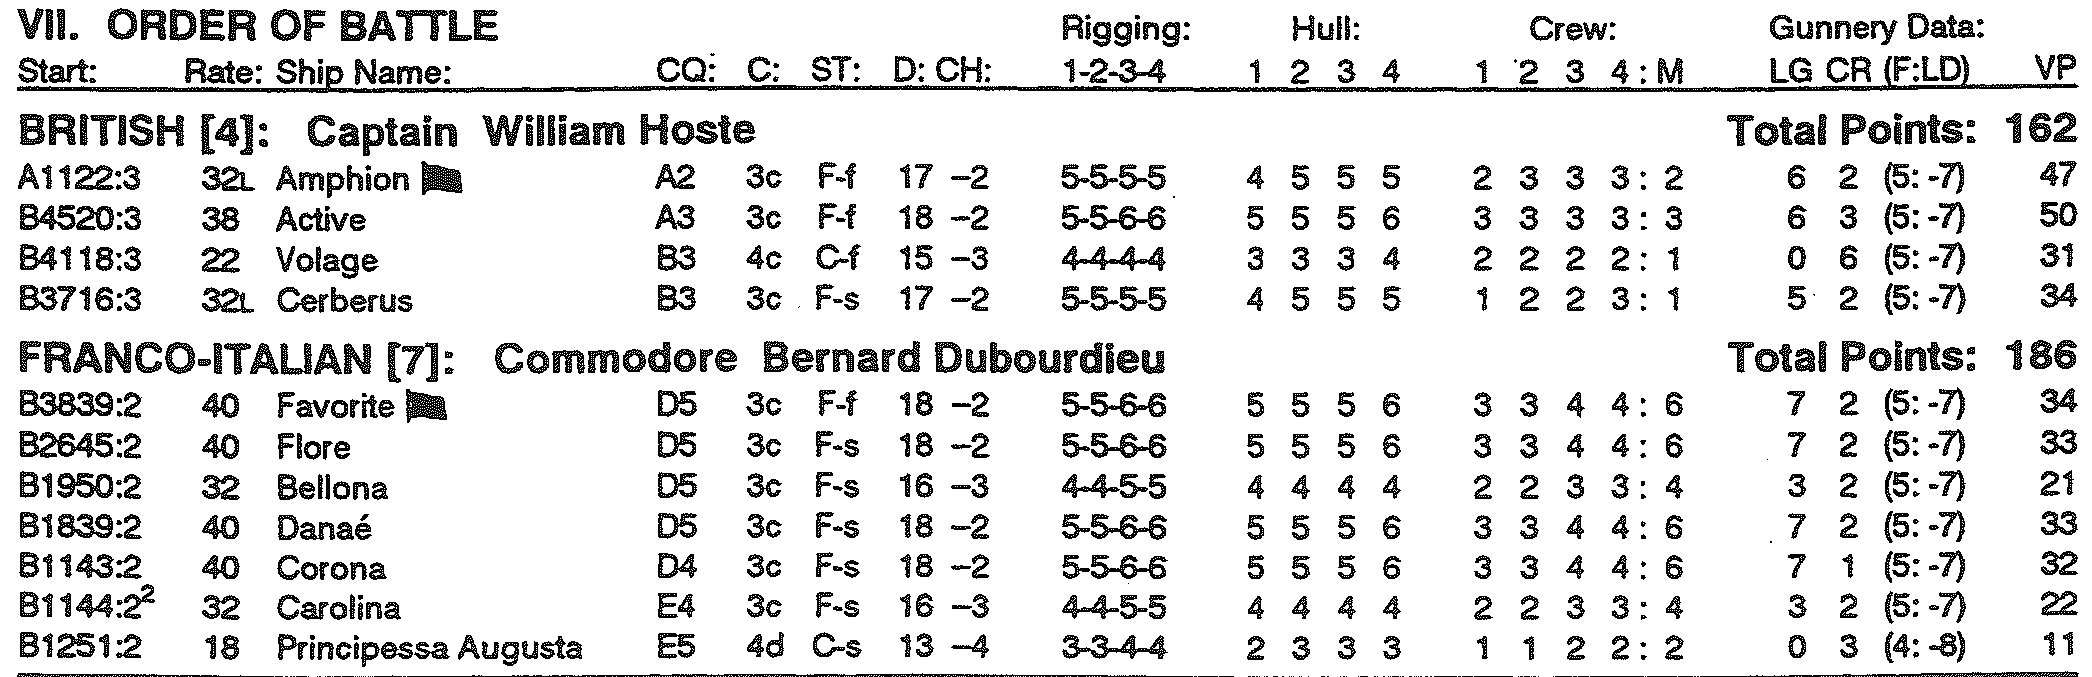 VII. ORDER OF BATTLE Rigging: Hull: Crew: Gunnery Data:
Start: Rate: Ship Name: CQ: C: ST: D: CH: 1-2-3-4 1 2 3 4 1 2 3 4 : M LG CR (F:LD) VP
BRITISH [4]: Captain William Hoste Total Points: 162
A1122:3 32L Amphion A2 3c F-f 17 –2 5-5-5-5 4 5 5 5 2 3 3 3 : 2 6 2 (5: -7) 47
B4520:3 38 Active A3 3c F-f 18 –2 5-5-6-6 5 5 5 6 3 3 3 3 : 3 6 3 (5: -7) 50
B4118:3 22 Volage B3 4c C-f 15 –3 4-4-4-4 3 3 3 4 2 2 2 2 : 1 0 6 (5: -7) 31
B3716:3 32L Cerberus B3 3c F-s 17 –2 5-5-5-5 4 5 5 5 1 2 2 3 : 1 5 2 (5: -7) 34
FRANCO-ITALIAN [7]: Commodore Bernard Dubourdieu Total Points: 186
B3839:2 40 Favorite D5 3c F-f 18 –2 5-5-6-6 5 5 5 6 3 3 4 4 : 6 7 2 (5: -7) 34
B2645:2 40 Flore D5 3c F-s 18 –2 5-5-6-6 5 5 5 6 3 3 4 4 : 6 7 2 (5: -7) 33
B1950:2 32 Bellona D5 3c F-s 16 –3 4-4-5-5 4 4 4 4 2 2 3 3 : 4 3 2 (5: -7) 21
B1839:2 40 Danaé D5 3c F-s 18 –2 5-5-6-6 5 5 5 6 3 3 4 4 : 6 7 2 (5: -7) 33
B1143:2 40 Corona D4 3c F-s 18 –2 5-5-6-6 5 5 5 6 3 3 4 4 : 6 7 1 (5: -7) 32
B1144:2² 32 Carolina E4 3c F-s 16 –3 4-4-5-5 4 4 4 4 2 2 3 3 : 4 3 2 (5: -7) 22
B1251:2 18 Principessa Augusta E5 4d C-s 13 –4 3-3-4-4 2 3 3 3 1 1 2 2 : 2 0 3 (4: -8) 11